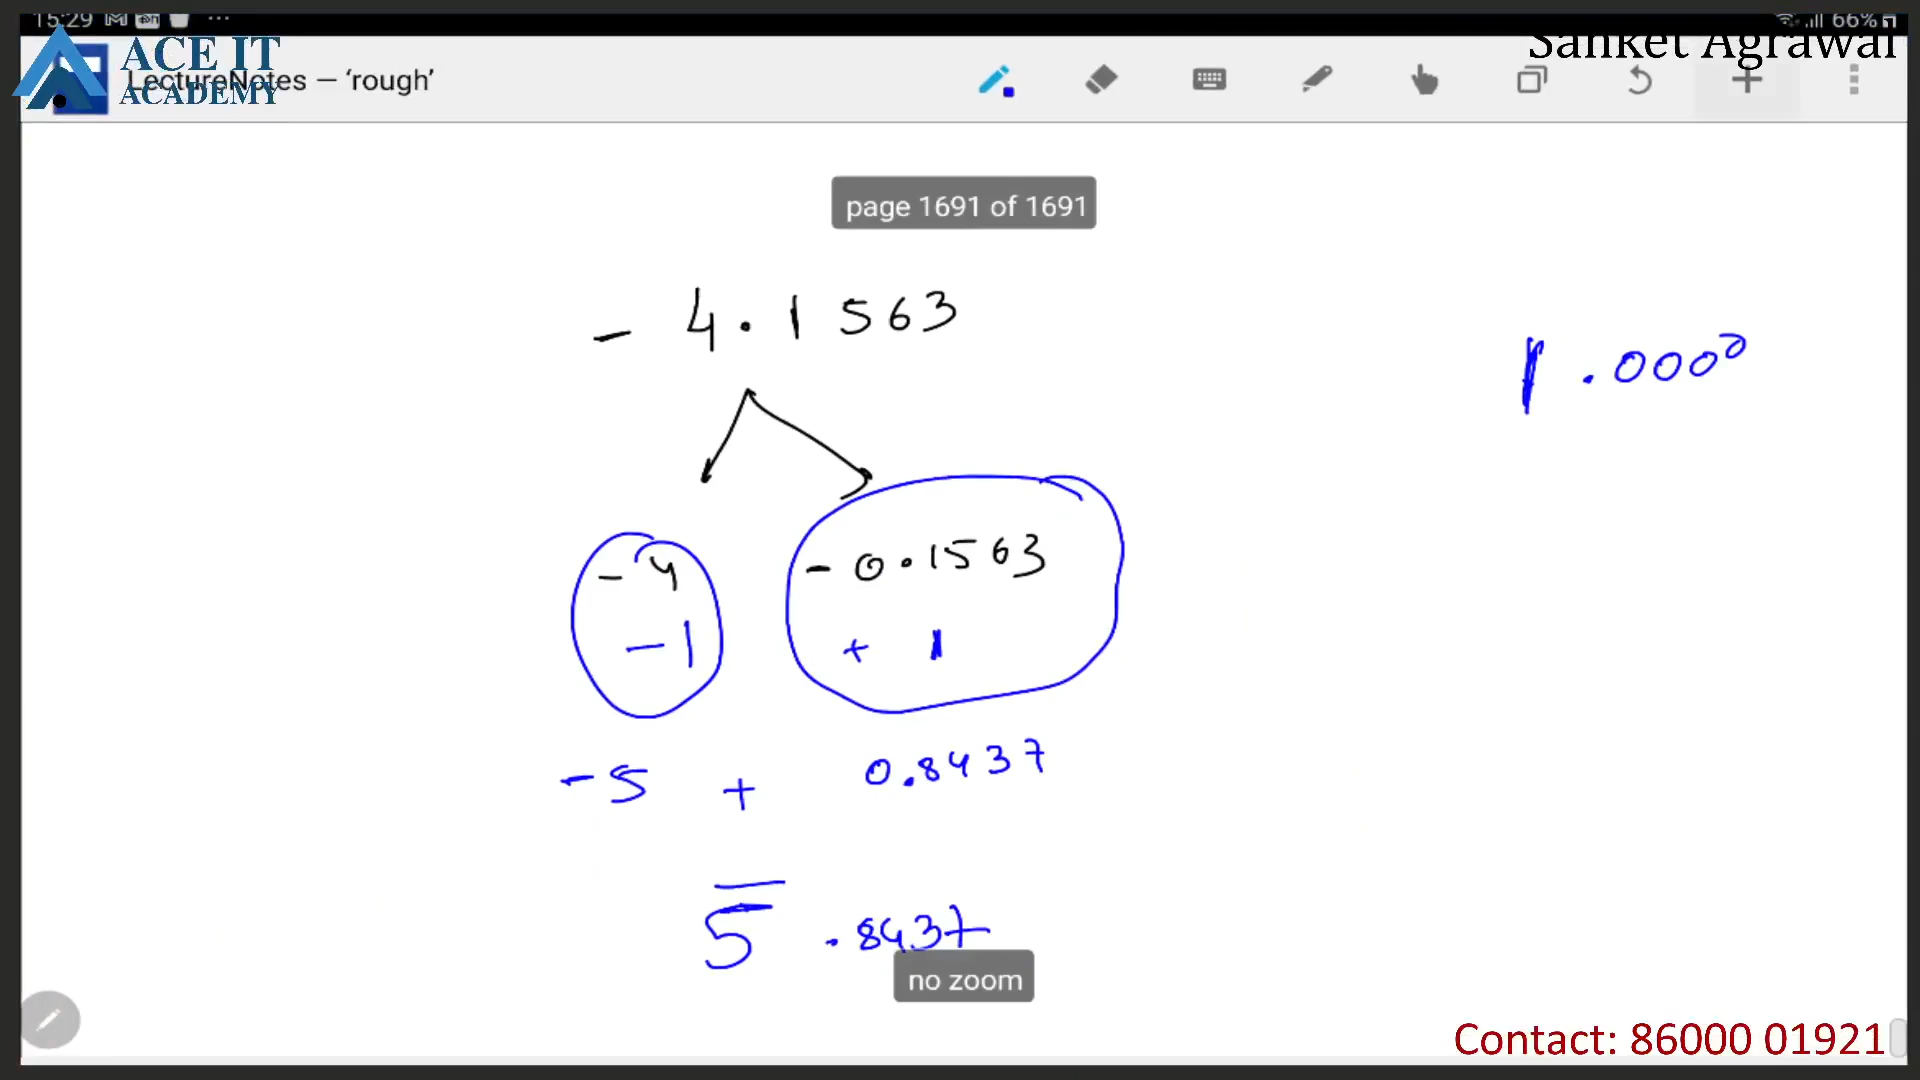 15:29
66%
ACE IT
ACADEMY
Sanket Agrawal
LectureNotes — ‘rough’
page 1691 of 1691
- 4.1563
1.0000
- 4 - 0.1563
- 1 + 1
- 5 + 0.8437
5̅ .8437
no zoom
Contact: 86000 01921